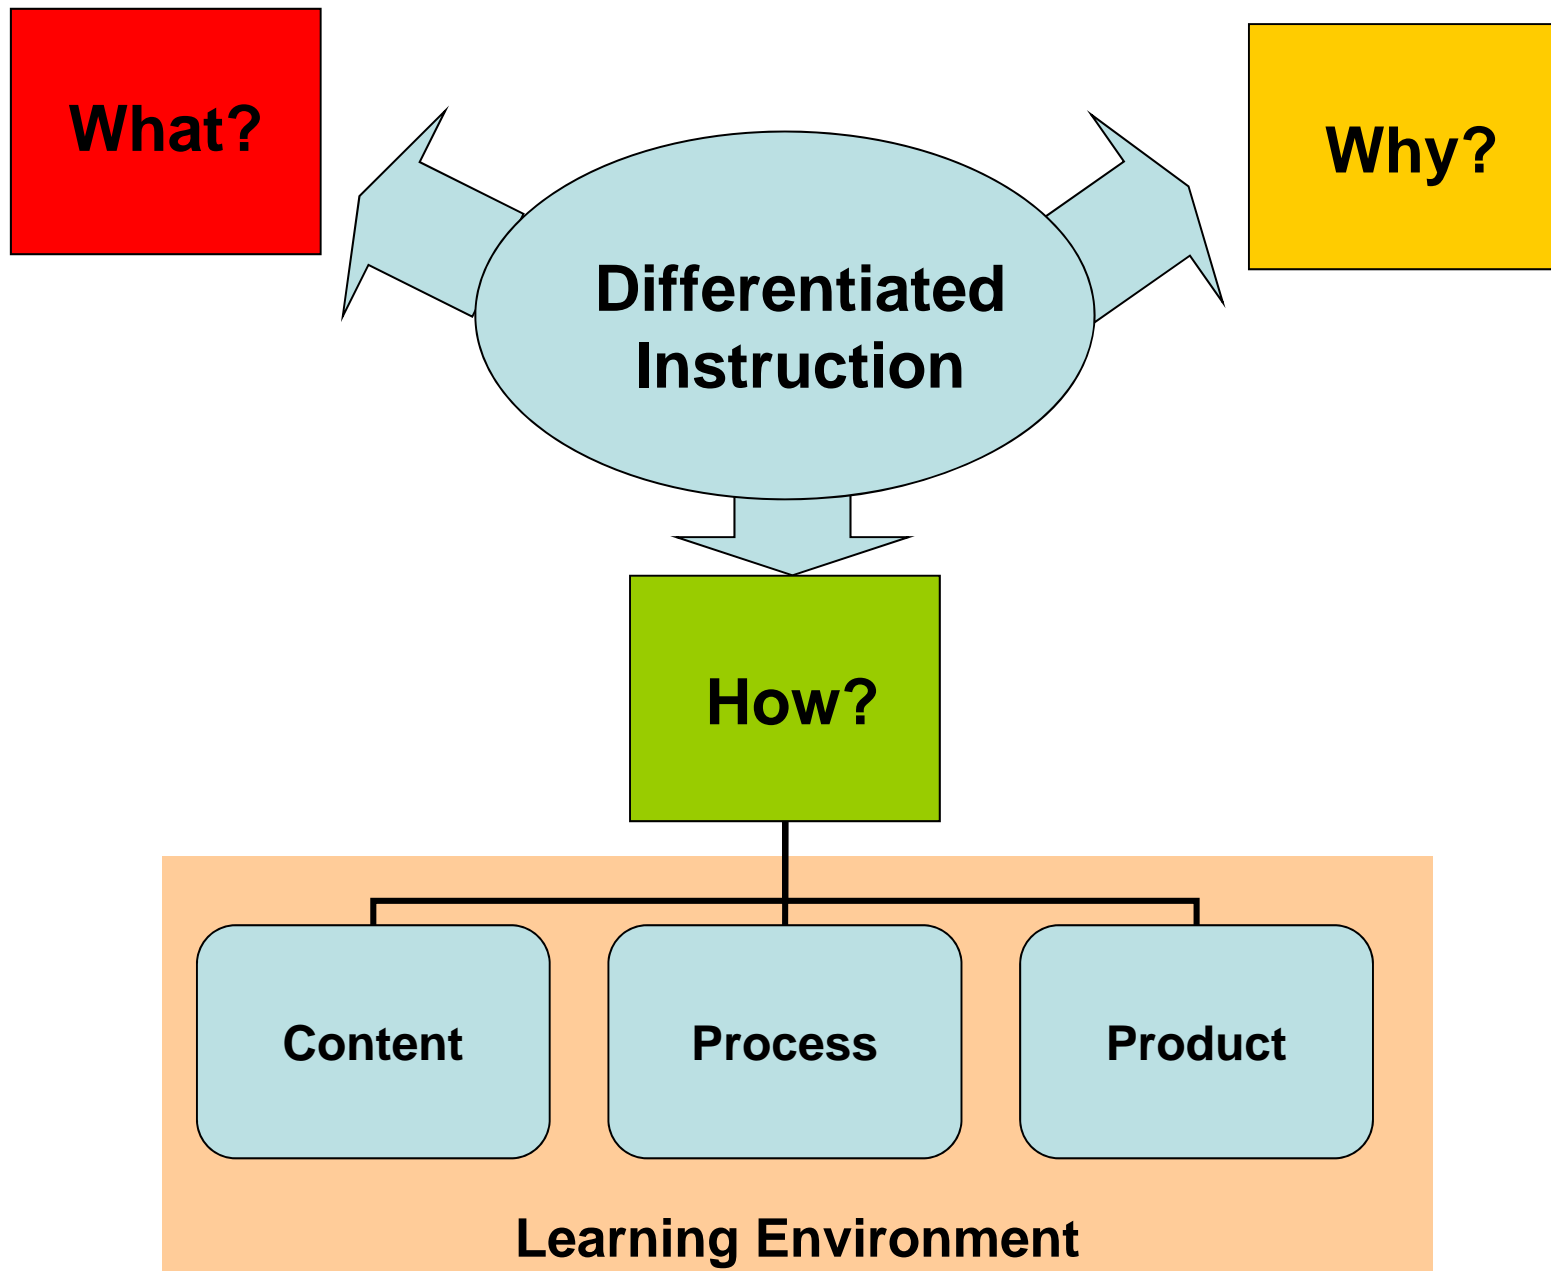 What?
Why?
Differentiated
Instruction
How?
Content
Process
Product
Learning Environment